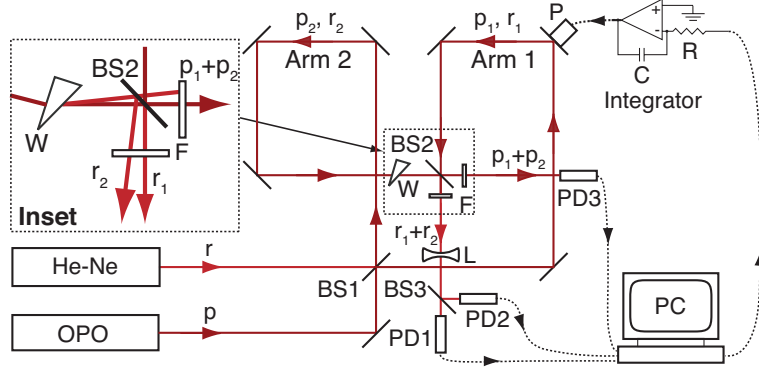 BS2
p1+p2
W
F
r2
r1
Inset
p2, r2
Arm 2
p1, r1
Arm 1
P
+
-
R
C
Integrator
BS2
W
F
p1+p2
PD3
r1+r2
L
He-Ne
r
BS1
BS3
PD2
PD1
PC
OPO
p